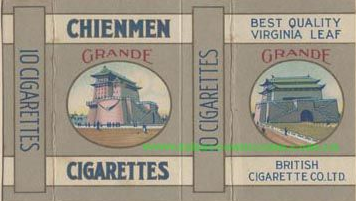 10 CIGARETTES
CHIENMEN
GRANDE
CIGARETTES
10 CIGARETTES
BEST QUALITY
VIRGINIA LEAF
GRANDE
BRITISH
CIGARETTE CO. LTD.